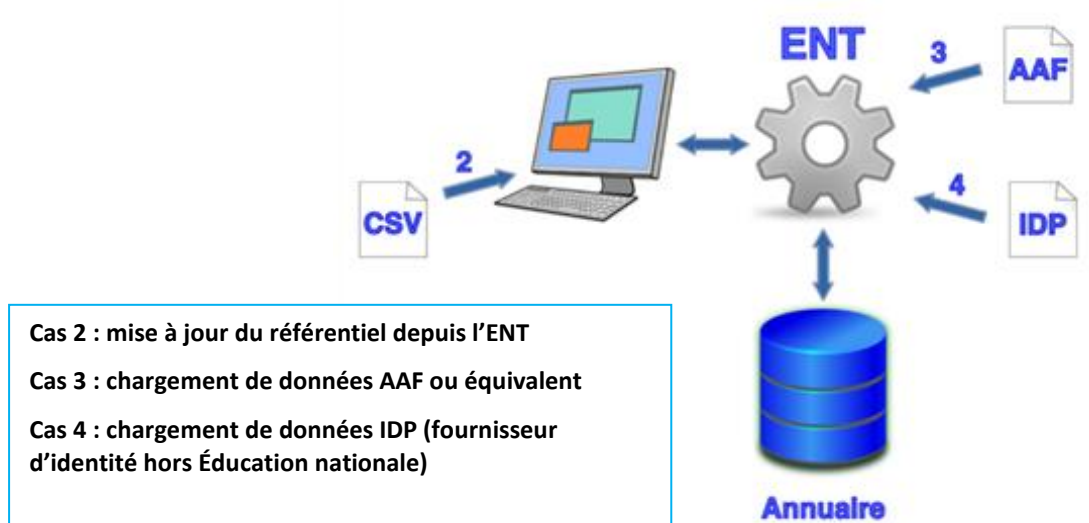 ENT
3
AAF
2
CSV
4
IDP
Cas 2 : mise à jour du référentiel depuis l’ENT
Cas 3 : chargement de données AAF ou équivalent
Cas 4 : chargement de données IDP (fournisseur
d’identité hors Éducation nationale)
Annuaire